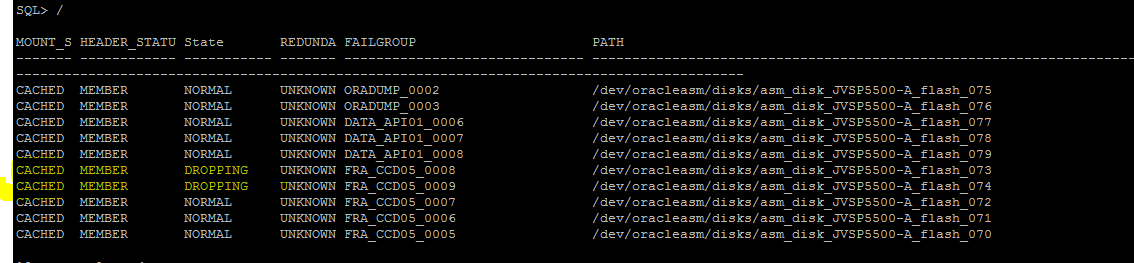 SQL> /
MOUNT_S HEADER_STATU State REDUNDA FAILGROUP PATH
------- ------------ ------------ ------- ------------------------------ --------------------------------------------------------------------
-------------------------------------------------------------------------------------------
CACHED MEMBER NORMAL UNKNOWN ORADUMP_0002 /dev/oracleasm/disks/asm_disk_JVSP5500-A_flash_075
CACHED MEMBER NORMAL UNKNOWN ORADUMP_0003 /dev/oracleasm/disks/asm_disk_JVSP5500-A_flash_076
CACHED MEMBER NORMAL UNKNOWN DATA_API01_0006 /dev/oracleasm/disks/asm_disk_JVSP5500-A_flash_077
CACHED MEMBER NORMAL UNKNOWN DATA_API01_0007 /dev/oracleasm/disks/asm_disk_JVSP5500-A_flash_078
CACHED MEMBER NORMAL UNKNOWN DATA_API01_0008 /dev/oracleasm/disks/asm_disk_JVSP5500-A_flash_079
CACHED MEMBER DROPPING UNKNOWN FRA_CCD05_0008 /dev/oracleasm/disks/asm_disk_JVSP5500-A_flash_073
CACHED MEMBER DROPPING UNKNOWN FRA_CCD05_0009 /dev/oracleasm/disks/asm_disk_JVSP5500-A_flash_074
CACHED MEMBER NORMAL UNKNOWN FRA_CCD05_0007 /dev/oracleasm/disks/asm_disk_JVSP5500-A_flash_072
CACHED MEMBER NORMAL UNKNOWN FRA_CCD05_0006 /dev/oracleasm/disks/asm_disk_JVSP5500-A_flash_071
CACHED MEMBER NORMAL UNKNOWN FRA_CCD05_0005 /dev/oracleasm/disks/asm_disk_JVSP5500-A_flash_070